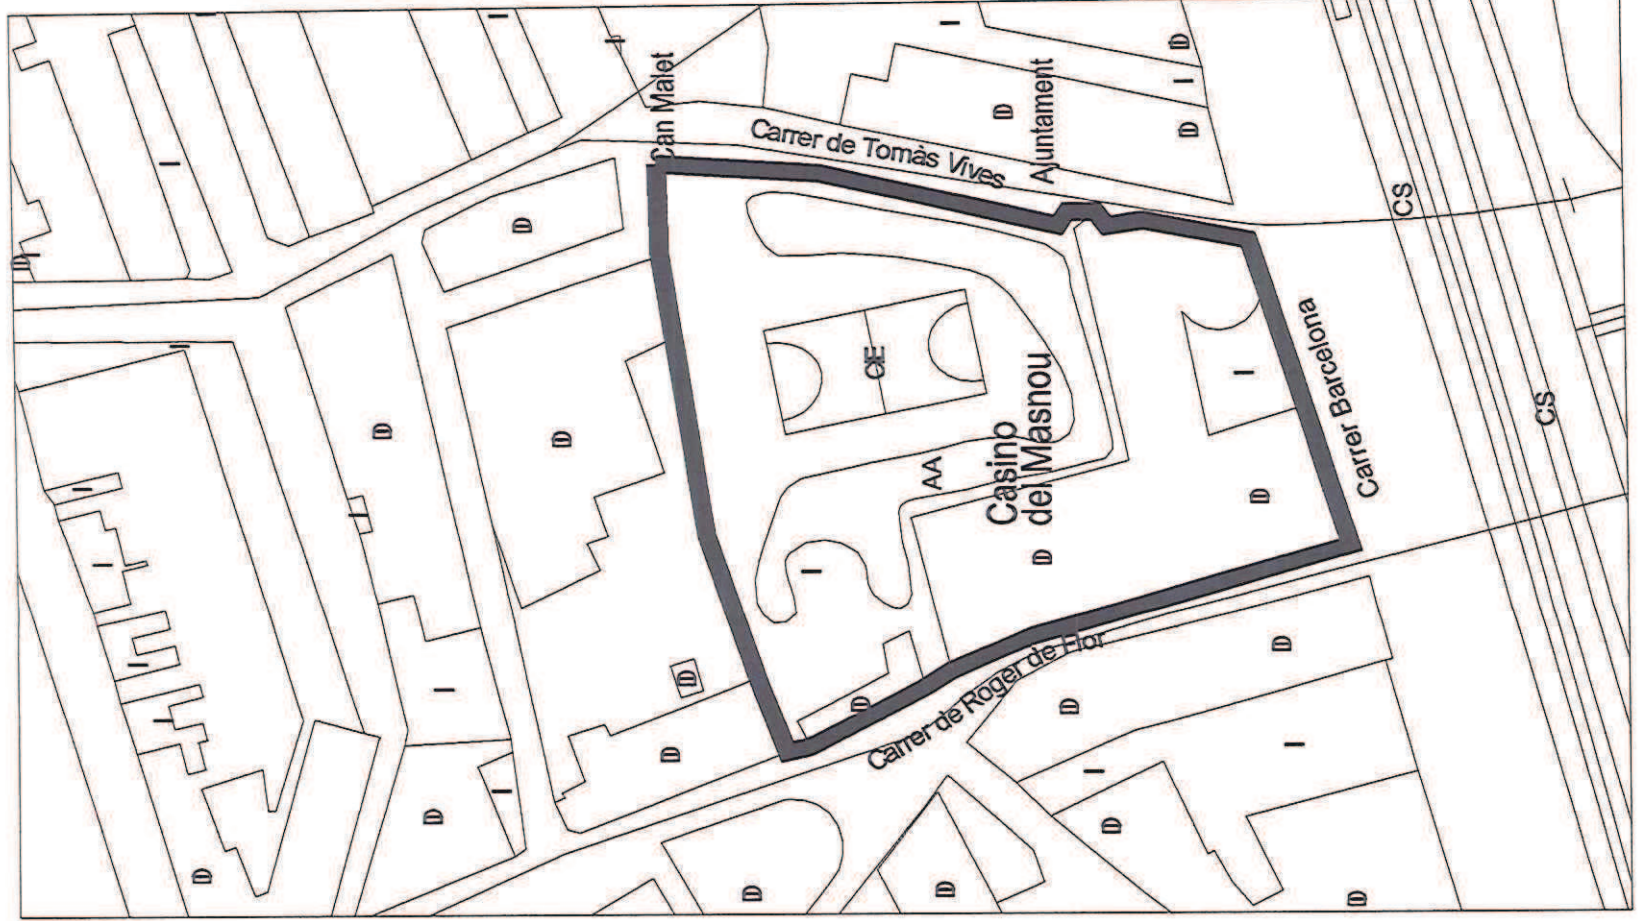 Can Malet
Carrer de Tomàs Vives
Ajuntament
CS
CS
Carrer Barcelona
CE
AA
Casino
del Masnou
Carrer de Roger de Flor
I
I
I
I
D
I
D
D
I
D
D
I
D
D
I
D
D
I
I
I
I
I
I
D
I
D
D
I
D
D
D
I
D
D
I
I
D
D
D
D
D